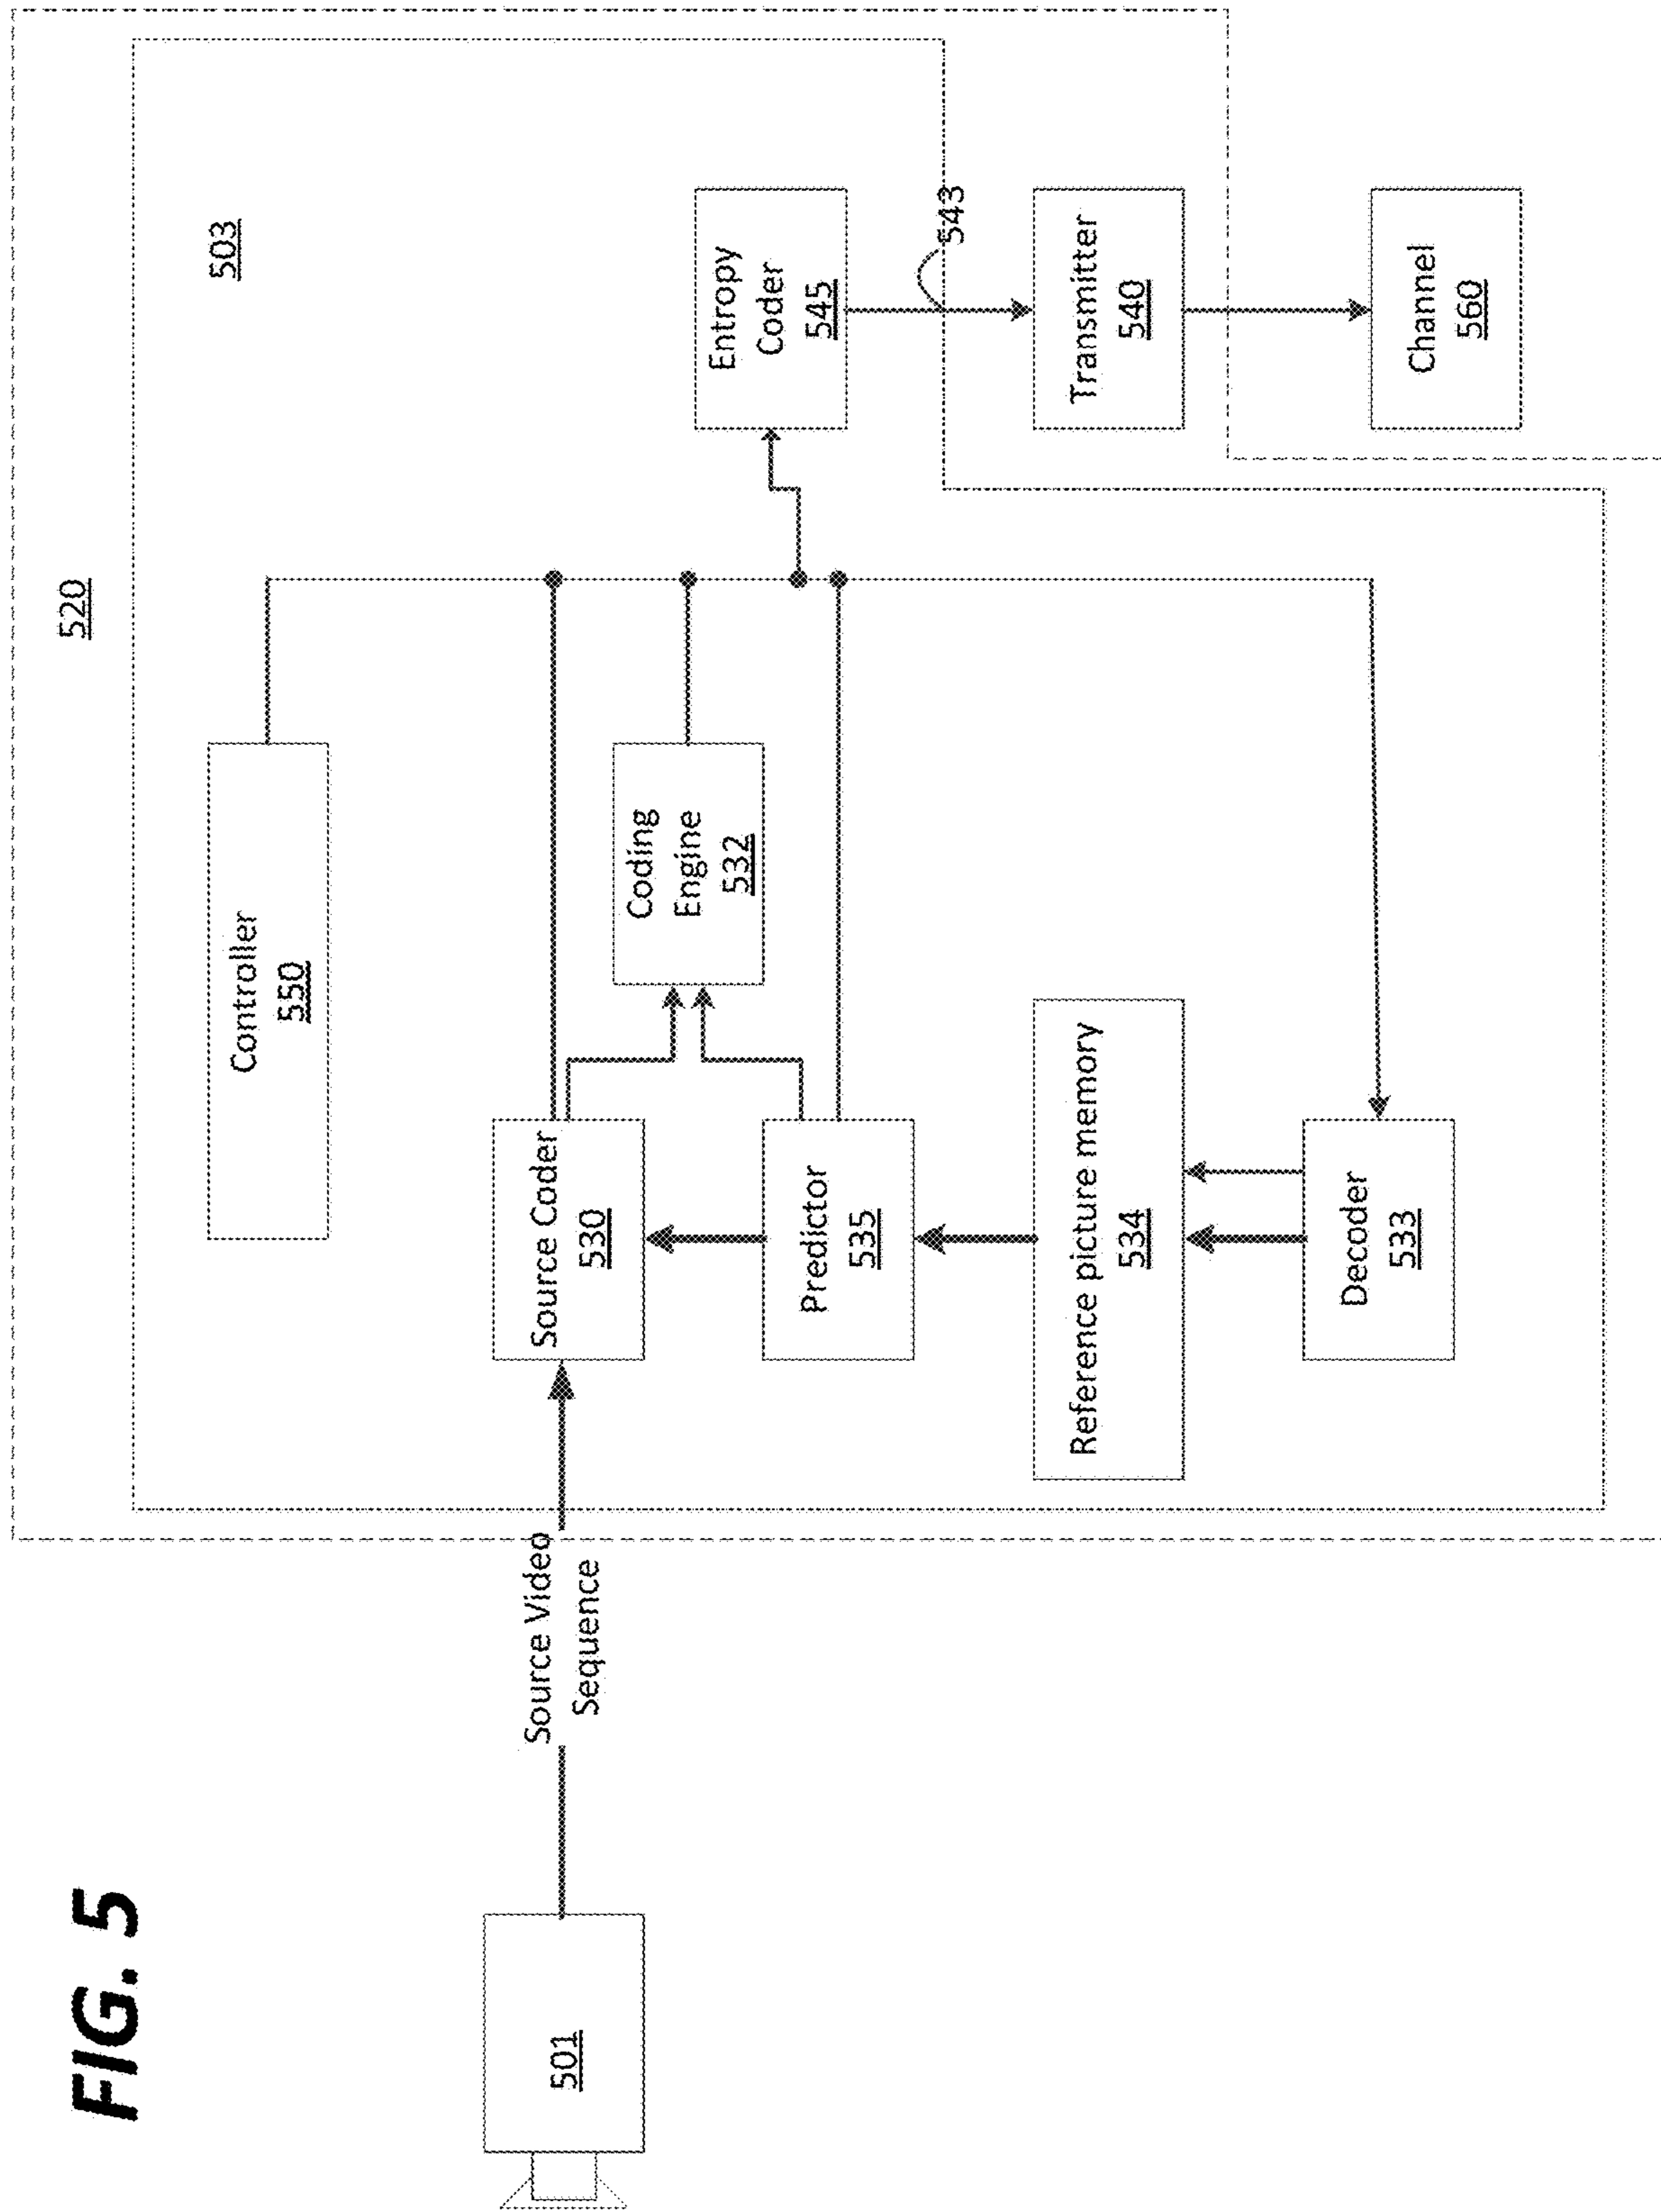 FIG. 5
520
503
Controller
550
501
Source Video
Sequence
Source Coder
530
Coding
Engine
532
Entropy
Coder
545
Predictor
535
543
Reference picture memory
534
Transmitter
540
Decoder
533
Channel
560